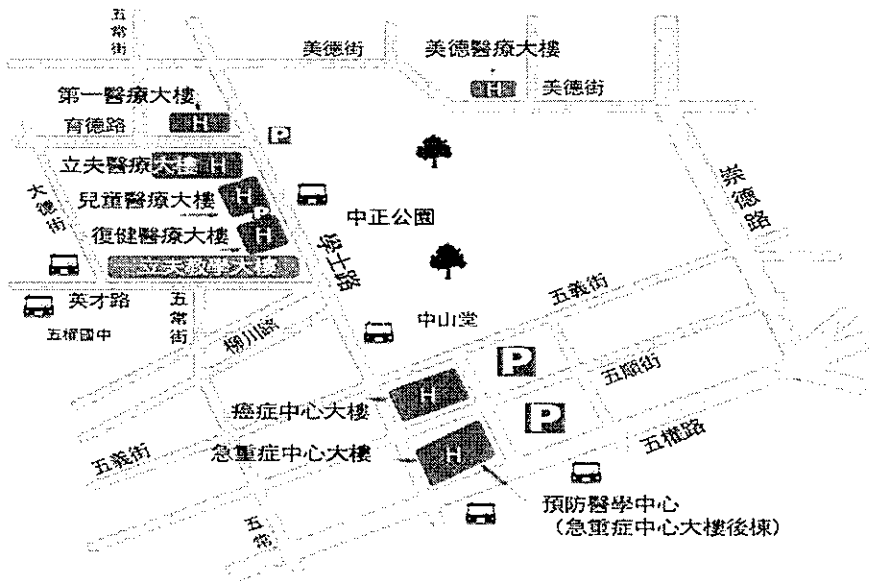 五常街
美德街
美德醫療大樓
H
美德街
第一醫療大樓
H
育德路
P
立夫醫療大樓 H
大德街
兒童醫療大樓
H
P
中正公園
崇德路
復健醫療大樓
H
學士路
立夫教學大樓
英才路
五常街
五權國中
柳川路
中山堂
五義街
P
五順街
H
癌症中心大樓
P
五權路
五義街
急重症中心大樓
H
五常
預防醫學中心
(急重症中心大樓後棟)